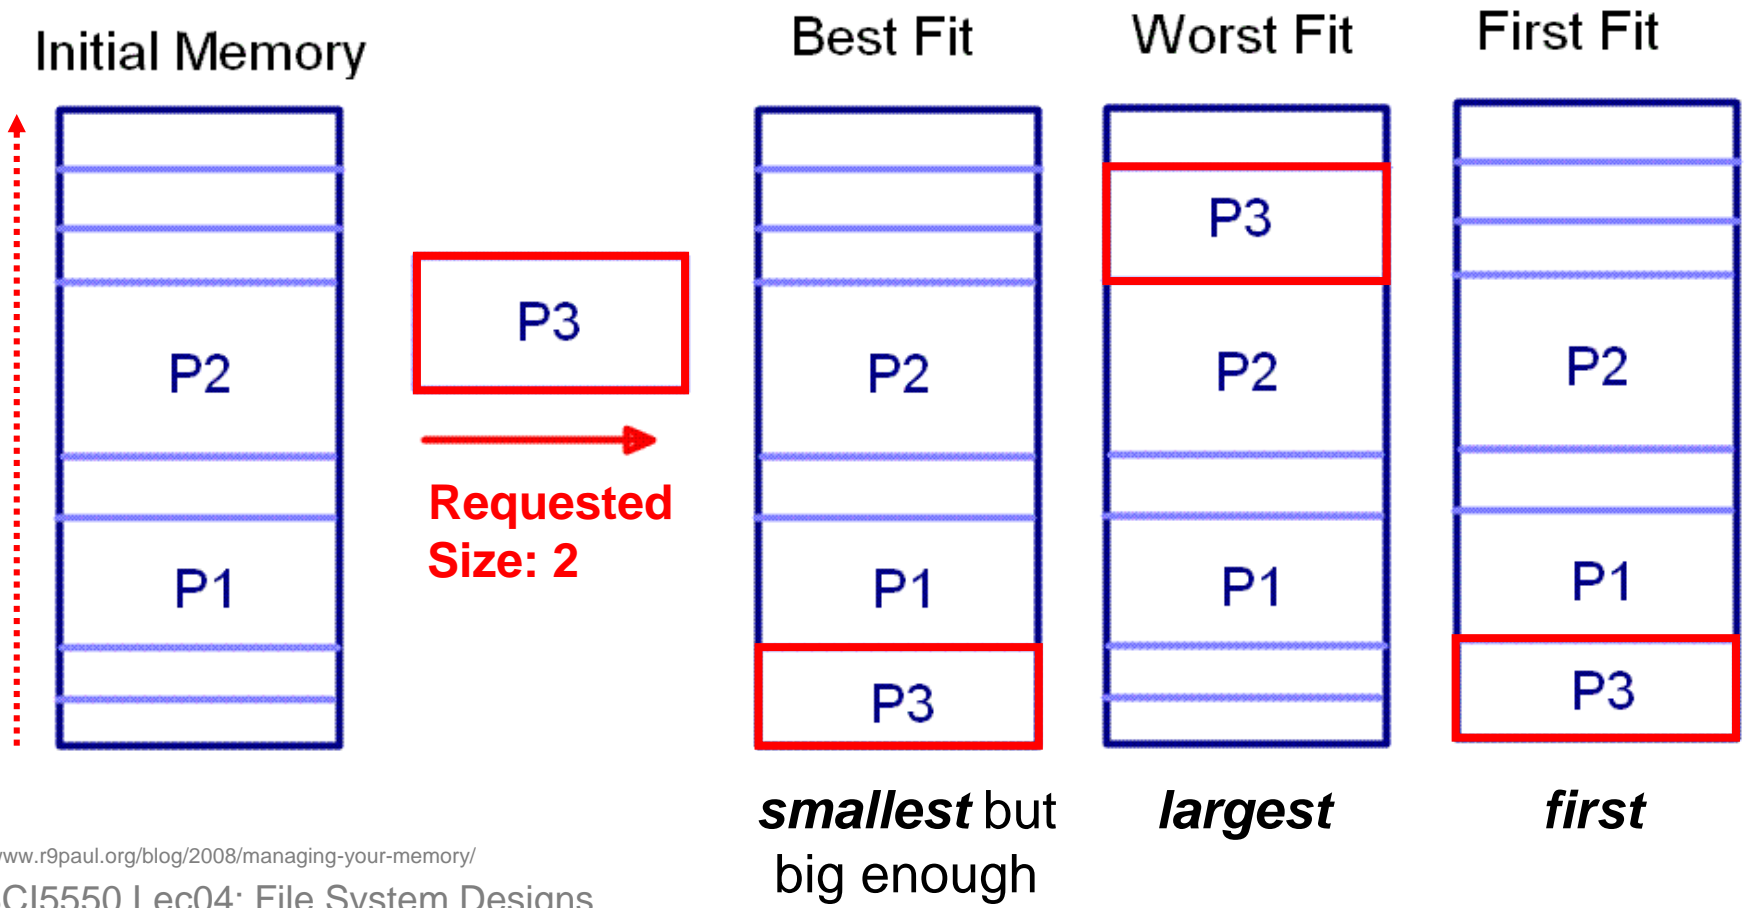 Initial Memory
Best Fit
Worst Fit
First Fit
P2
P1
P3
Requested
Size: 2
P2
P1
P3
P3
P2
P1
P2
P1
P3
smallest but
big enough
largest
first
ww.r9paul.org/blog/2008/managing-your-memory/
CI5550 Lec04: File System Designs